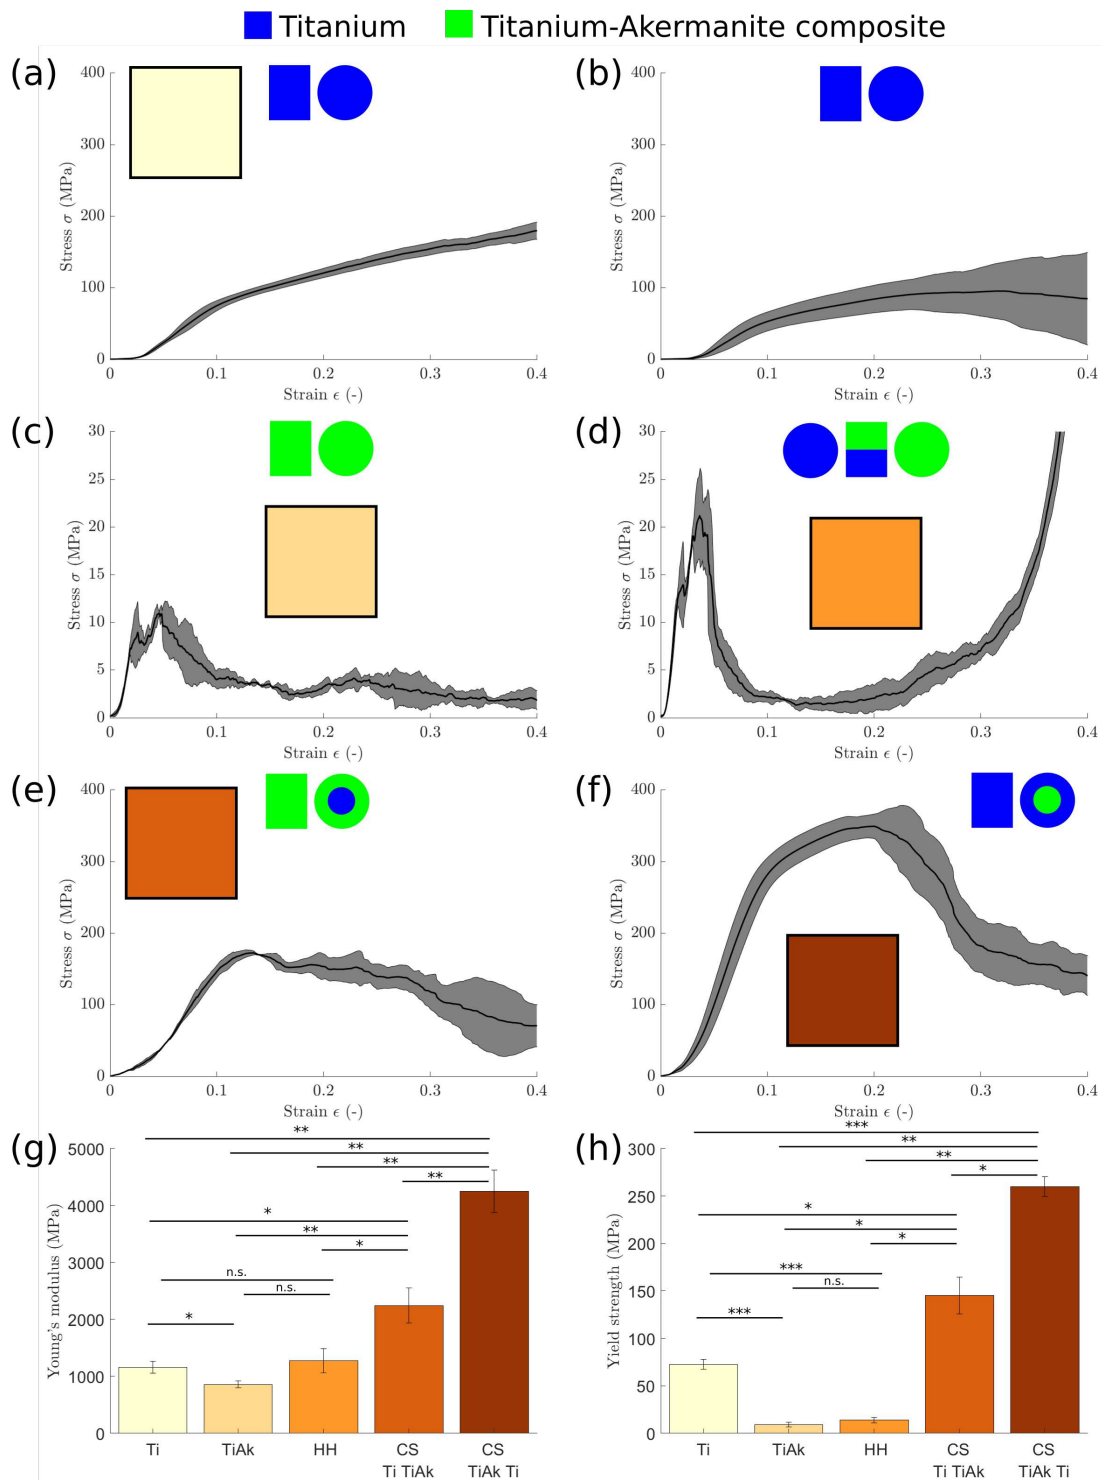 Titanium Titanium-Akermanite composite
(a) (b)
400 400
300 300
200 200
100 100
0 0
Stress σ (MPa) Stress σ (MPa)
0 0.1 0.2 0.3 0.4 0 0.1 0.2 0.3 0.4
Strain ϵ (-) Strain ϵ (-)
(c) (d)
30 30
25 25
20 20
15 15
10 10
5 5
0 0
Stress σ (MPa) Stress σ (MPa)
0 0.1 0.2 0.3 0.4 0 0.1 0.2 0.3 0.4
Strain ϵ (-) Strain ϵ (-)
(e) (f)
400 400
300 300
200 200
100 100
0 0
Stress σ (MPa) Stress σ (MPa)
0 0.1 0.2 0.3 0.4 0 0.1 0.2 0.3 0.4
Strain ϵ (-) Strain ϵ (-)
(g)
5000
4000
3000
2000
1000
0
Young's modulus (MPa)
**
**
**
**
*
**
*
n.s.
n.s.
*
Ti TiAk HH CS CS
Ti TiAk TiAk Ti
(h)
300
250
200
150
100
50
0
Yield strength (MPa)
***
**
**
*
*
*
*
***
n.s.
***
Ti TiAk HH CS CS
Ti TiAk TiAk Ti